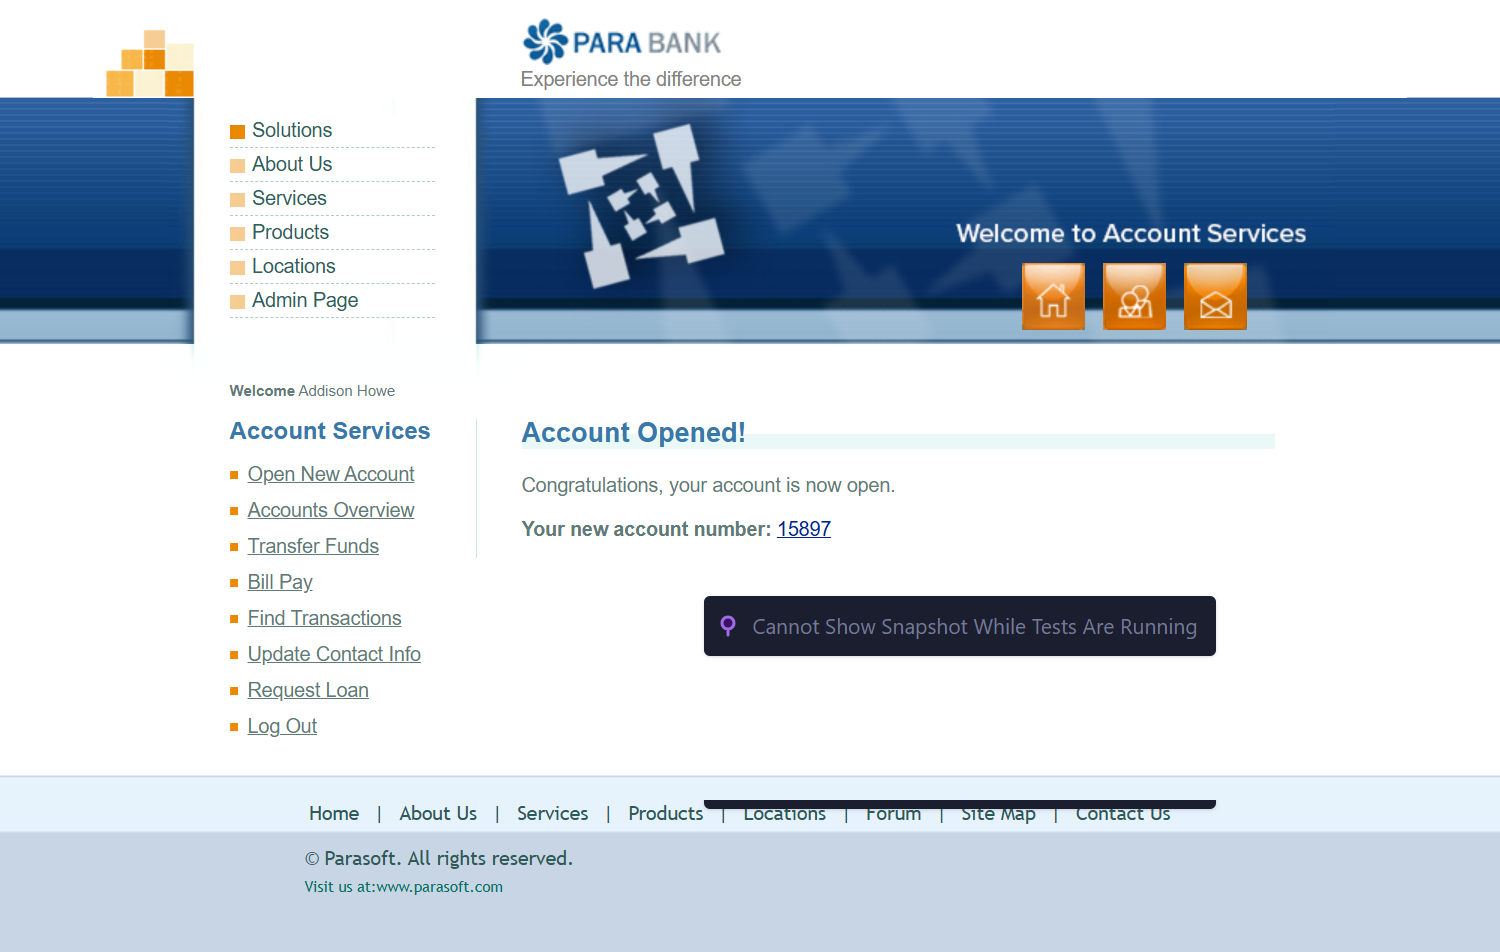 PARA BANK
Experience the difference
Solutions
About Us
Services
Products
Locations
Admin Page
Welcome to Account Services
Welcome Addison Howe
Account Services
Open New Account
Accounts Overview
Transfer Funds
Bill Pay
Find Transactions
Update Contact Info
Request Loan
Log Out
Account Opened!
Congratulations, your account is now open.
Your new account number: 15897
Cannot Show Snapshot While Tests Are Running
Home | About Us | Services | Products | Locations | Forum | Site Map | Contact Us
© Parasoft. All rights reserved.
Visit us at:www.parasoft.com